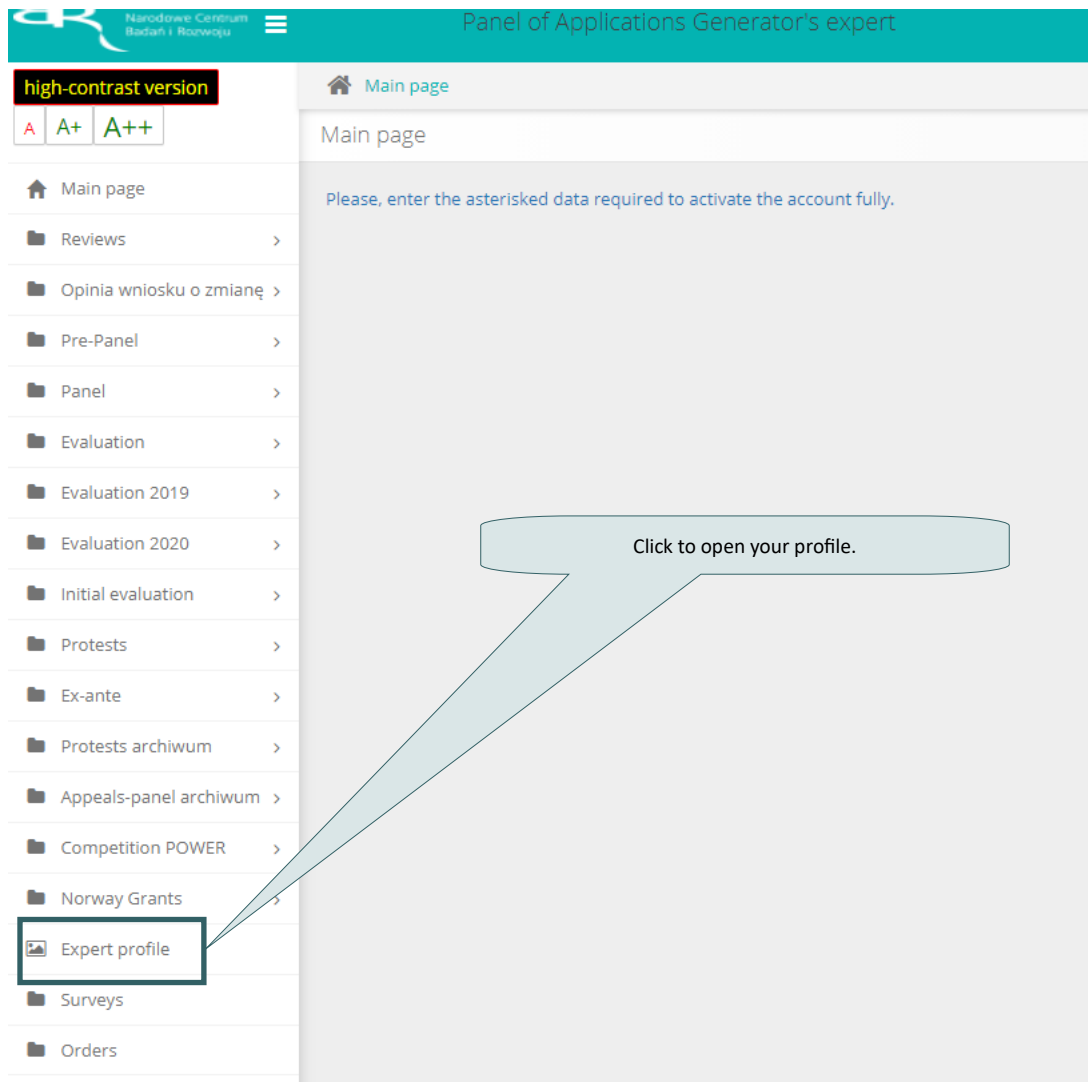 Narodowe Centrum
Badań i Rozwoju
Panel of Applications Generator's expert
high-contrast version
A A+ A++
Main page
Main page
Please, enter the asterisked data required to activate the account fully.
Main page
Reviews
Opinia wniosku o zmianę
Pre-Panel
Panel
Evaluation
Evaluation 2019
Evaluation 2020
Click to open your profile.
Initial evaluation
Protests
Ex-ante
Protests archiwum
Appeals-panel archiwum
Competition POWER
Norway Grants
Expert profile
Surveys
Orders